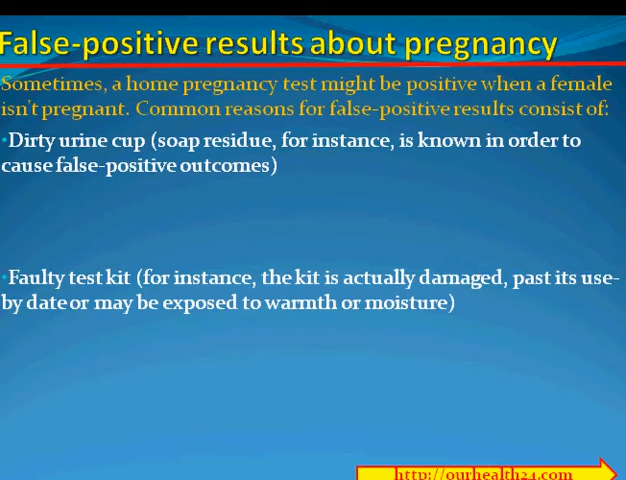 False-positive results about pregnancy
Sometimes, a home pregnancy test might be positive when a female
isn't pregnant. Common reasons for false-positive results consist of:
•Dirty urine cup (soap residue, for instance, is known in order to
cause false-positive outcomes)
•Faulty test kit (for instance, the kit is actually damaged, past its use-
by date or may be exposed to warmth or moisture)
http://ourhealth24.com